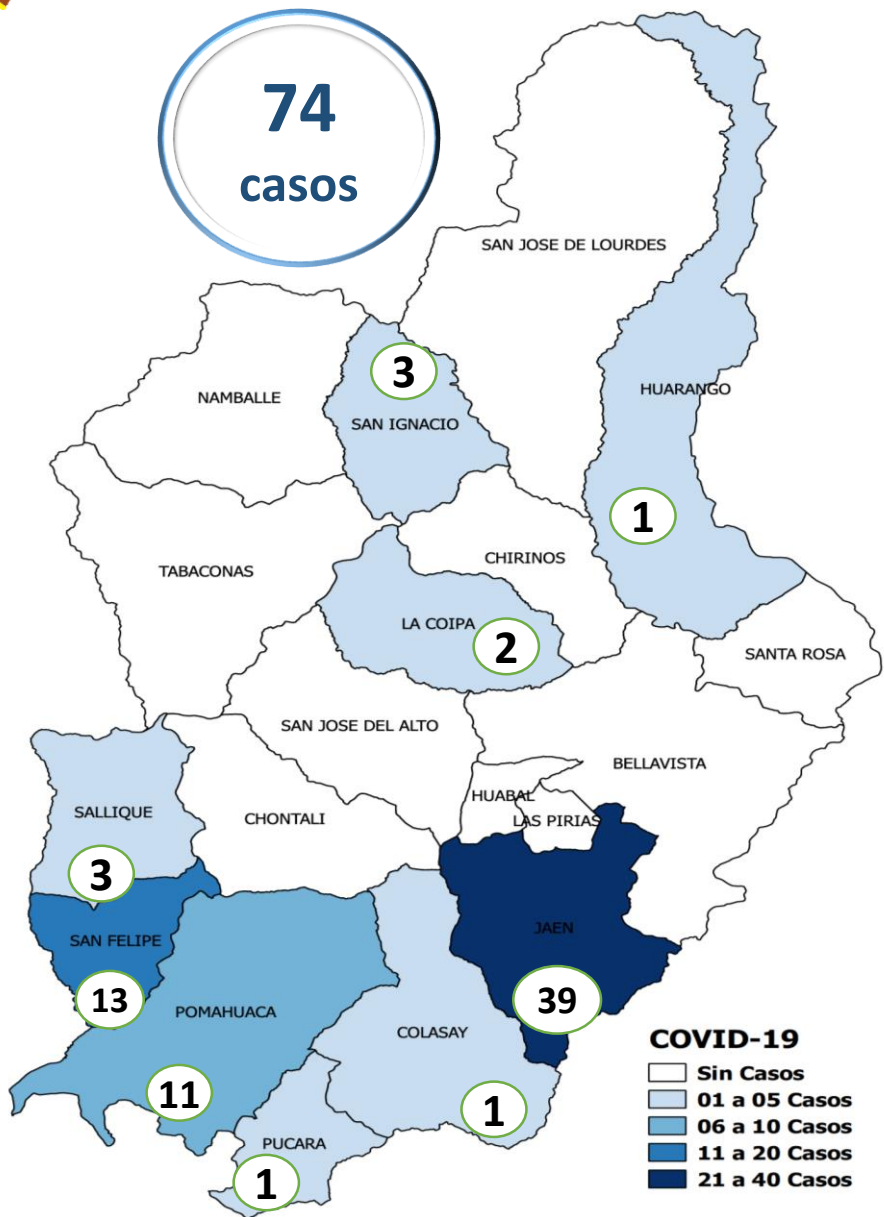 74
casos
SAN JOSE DE LOURDES
3
NAMBALLE
HUARANGO
SAN IGNACIO
1
CHIRINOS
TABACONAS
LA COIPA
2
SANTA ROSA
SAN JOSE DEL ALTO
BELLAVISTA
HUABAL
SALLIQUE
CHONTALI
LAS PIRIAS
3
JAEN
SAN FELIPE
13
39
POMAHUACA
COLASAY
11
1
PUCARA
1
COVID-19
Sin Casos
01 a 05 Casos
06 a 10 Casos
11 a 20 Casos
21 a 40 Casos